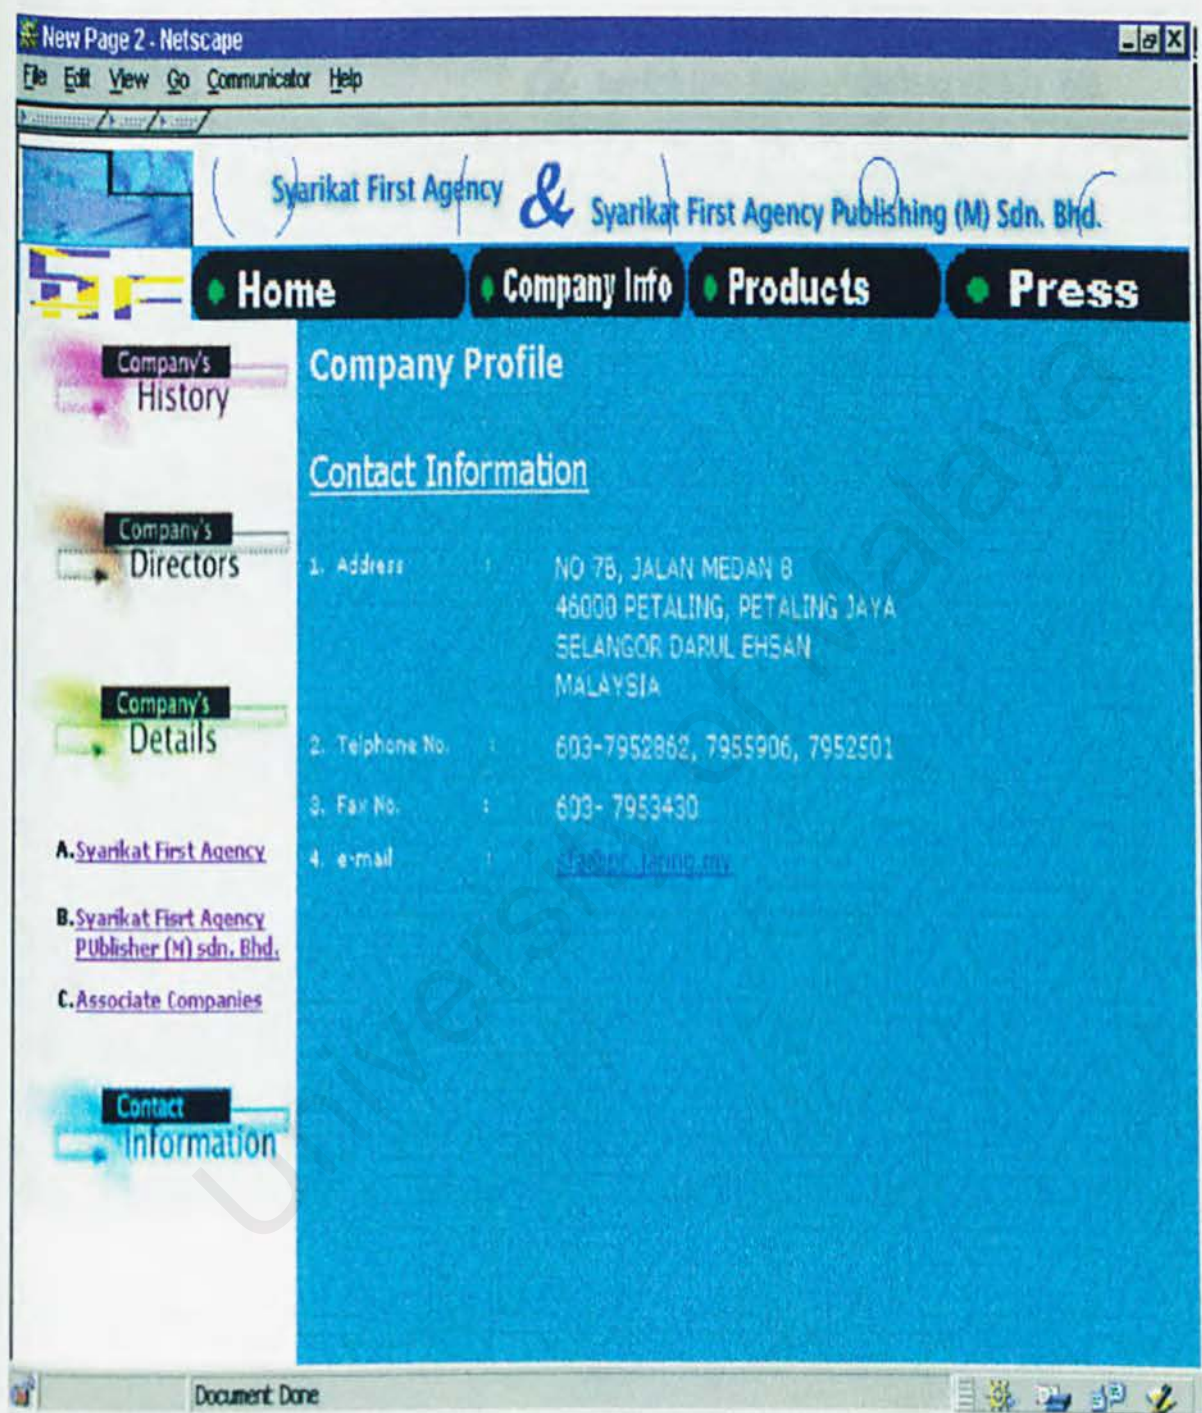 New Page 2 - Netscape
File Edit View Go Communicator Help
Syarikat First Agency & Syarikat First Agency Publishing (M) Sdn. Bhd.
Home Company Info Products Press
Company's
History
Company's
Directors
Company's
Details
A. Syarikat First Agency
B. Syarikat Fisrt Agency
PUblisher (M) sdn. Bhd.
C. Associate Companies
Contact
Information
Company Profile
Contact Information
1. Address : NO 7B, JALAN MEDAN 8
46000 PETALING, PETALING JAYA
SELANGOR DARUL EHSAN
MALAYSIA
2. Telphone No. : 603-7952862, 7955906, 7952501
3. Fax No. : 603- 7953430
4. e-mail :
Document: Done
University of Malaya